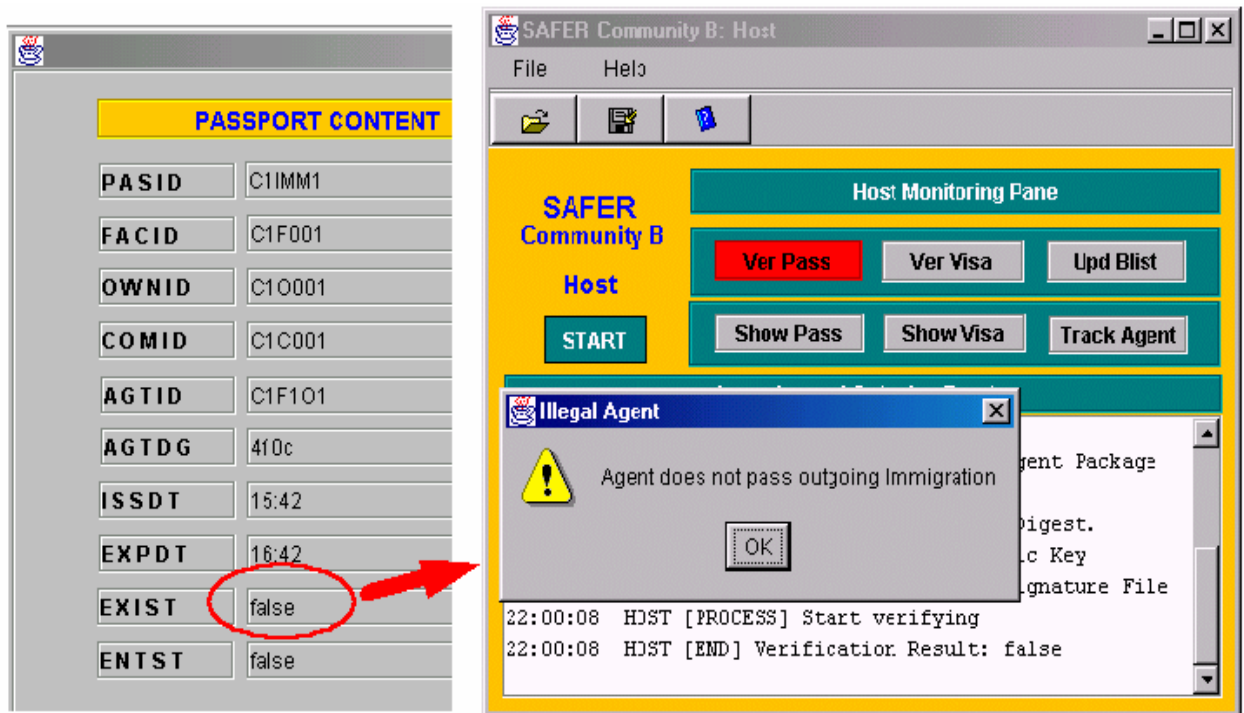 PASSPORT CONTENT
PASID C1IMM1
FACID C1F001
OWNID C1O001
COMID C1C001
AGTID C1F1O1
AGTDG 4f0c
ISSDT 15:42
EXPDT 16:42
EXIST false
ENTST false
SAFER Community B: Host
File Help
SAFER
Community B
Host
START
Host Monitoring Pane
Ver Pass Ver Visa Upd Blist
Show Pass Show Visa Track Agent
Illegal Agent
Agent does not pass outgoing Immigration
OK
gent Package
Digest.
ic Key
ignature File
22:00:08 HOST [PROCESS] Start verifying
22:00:08 HOST [END] Verification Result: false